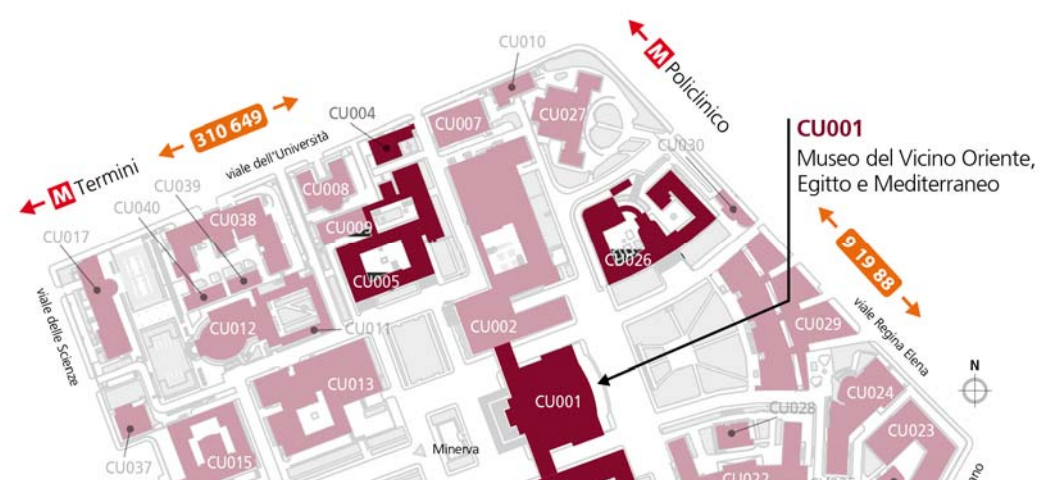 CU010
M Policlinico
310 649
CU004
CU007
CU027
CU001
Museo del Vicino Oriente,
Egitto e Mediterraneo
viale dell'Università
CU030
M Termini
CU039
CU008
CU040
CU038
CU009
9 19 88
CU017
CU026
CU005
viale delle Scienze
CU012
CU011
CU002
CU029
viale Regina Elena
N
CU013
CU001
CU024
CU028
CU023
Minerva
CU037
CU015
CU022